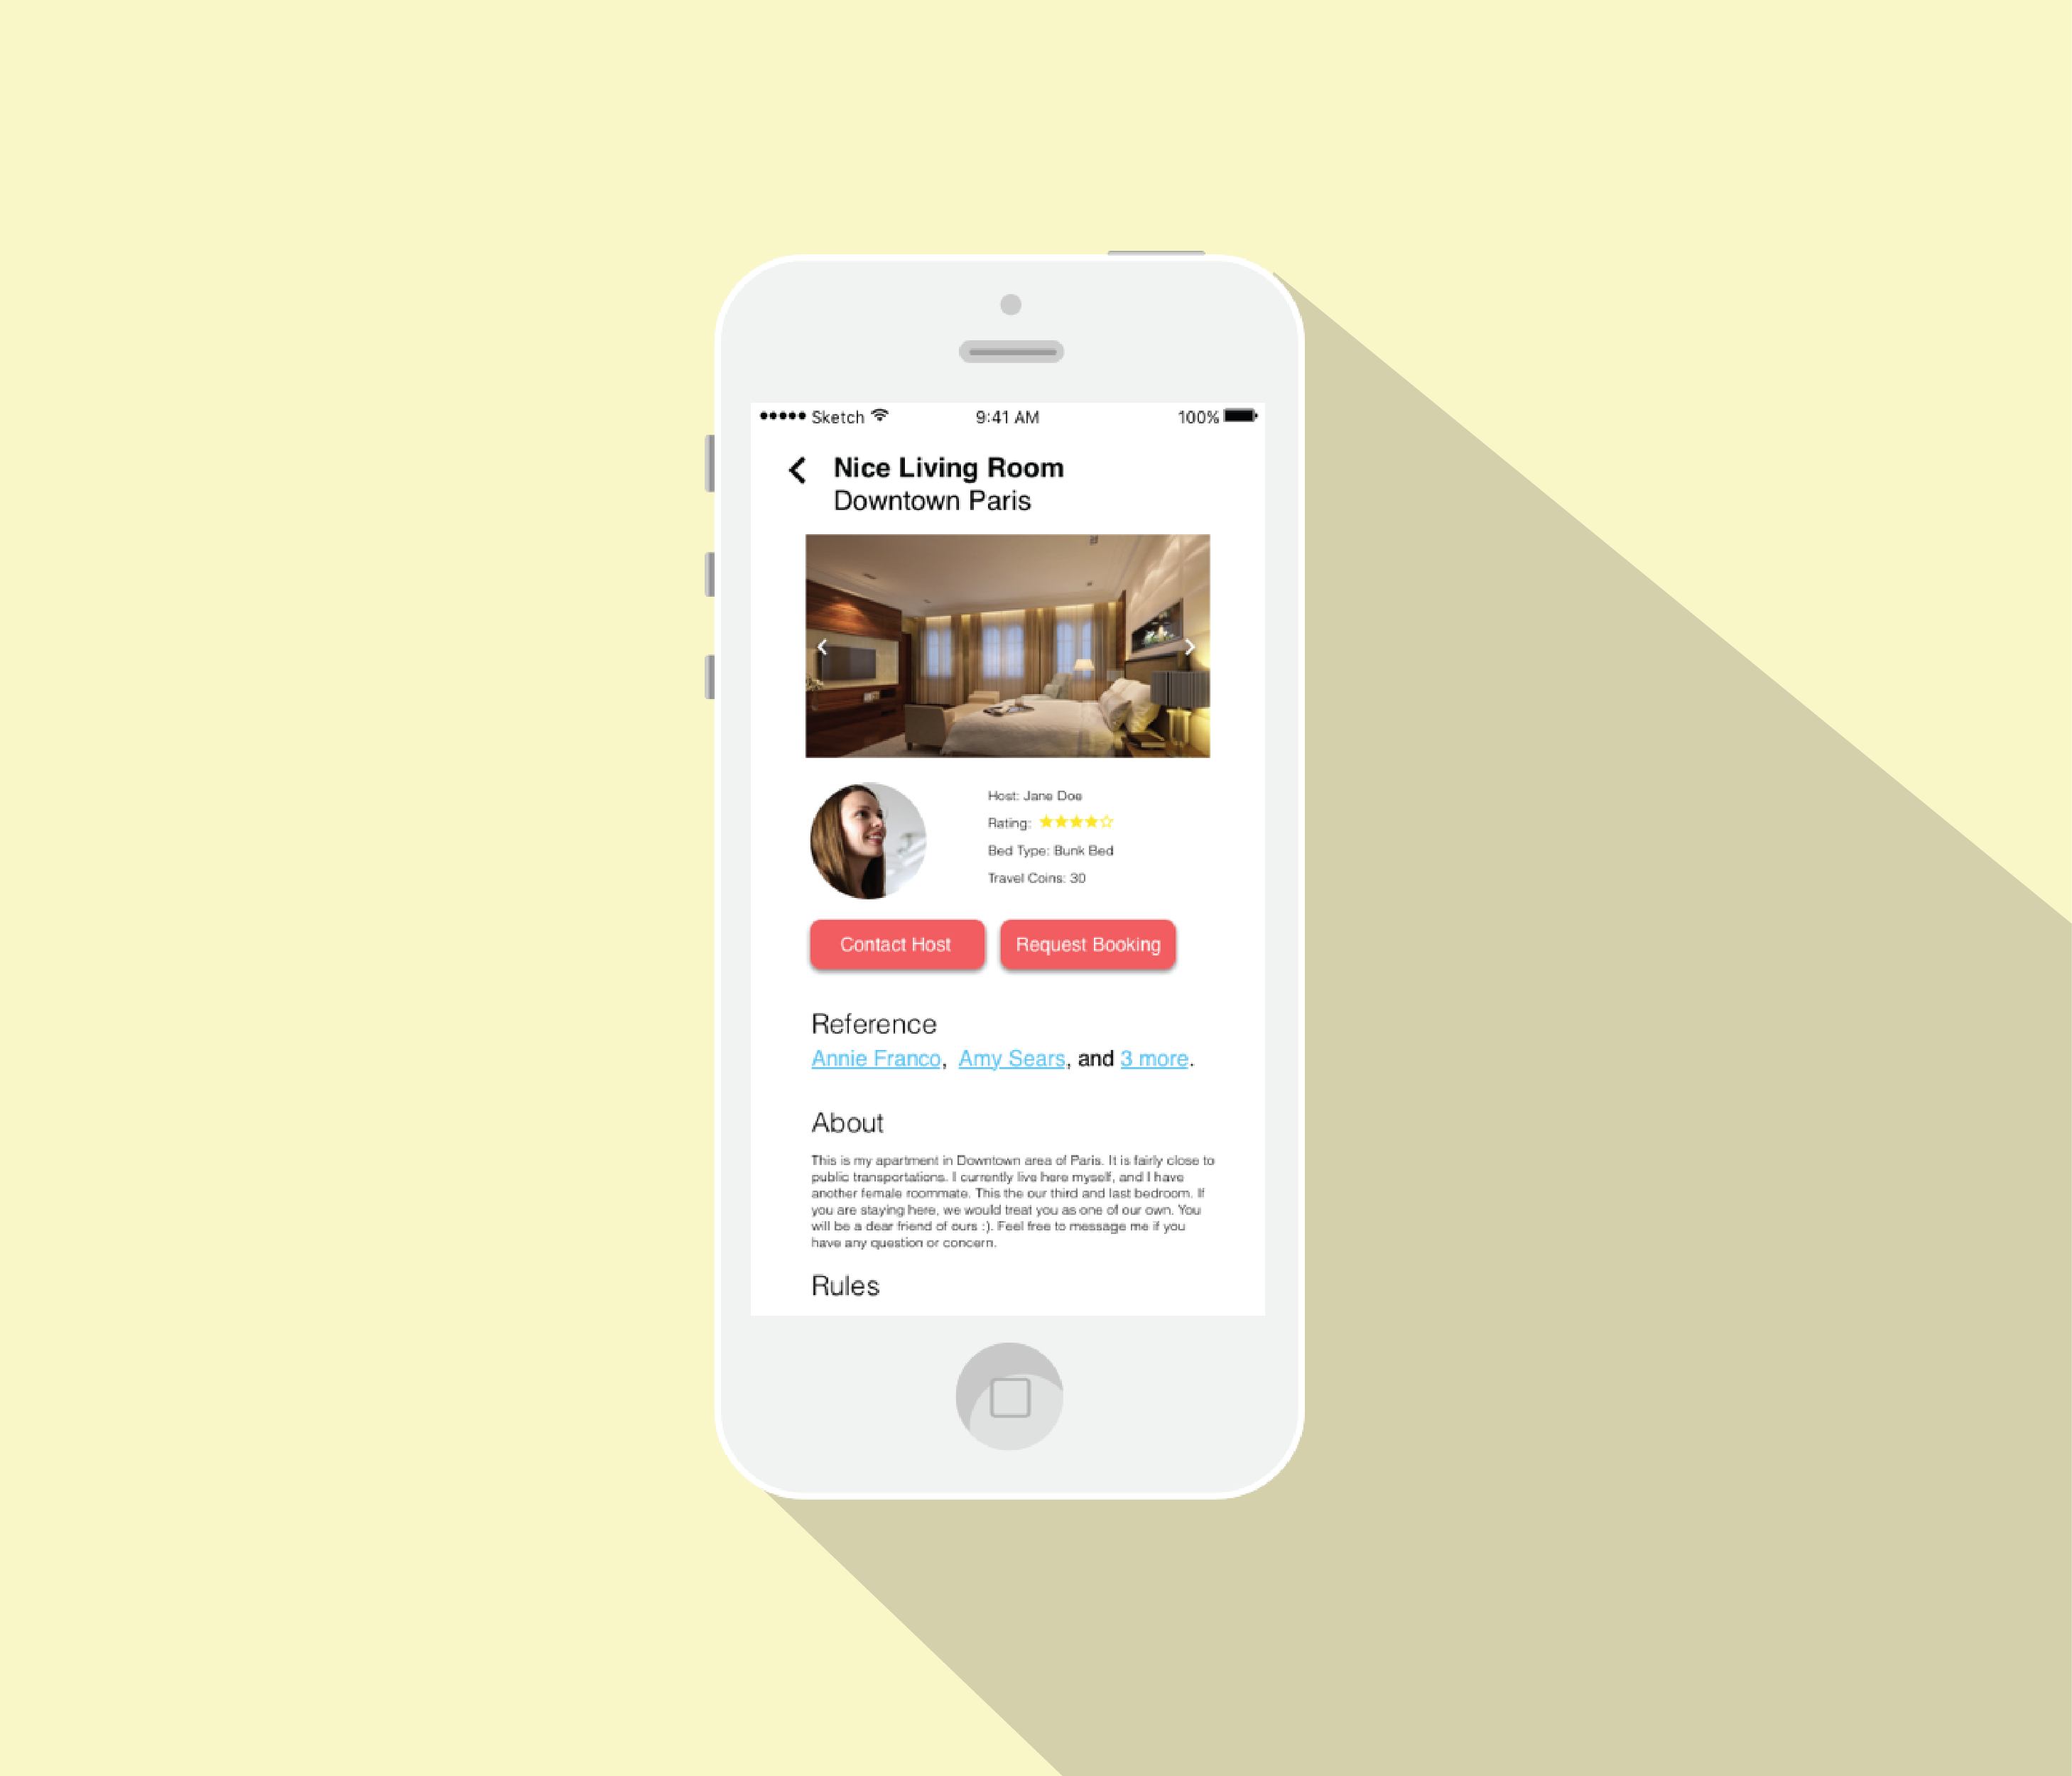 Sketch 9:41 AM 100%
Nice Living Room
Downtown Paris
Host: Jane Doe
Rating:
Bed Type: Bunk Bed
Travel Coins: 30
Contact Host Request Booking
Reference
Annie Franco, Amy Sears, and 3 more.
About
This is my apartment in Downtown area of Paris. It is fairly close to
public transportations. I currently live here myself, and I have
another female roommate. This the our third and last bedroom. If
you are staying here, we would treat you as one of our own. You
will be a dear friend of ours :). Feel free to message me if you
have any question or concern.
Rules